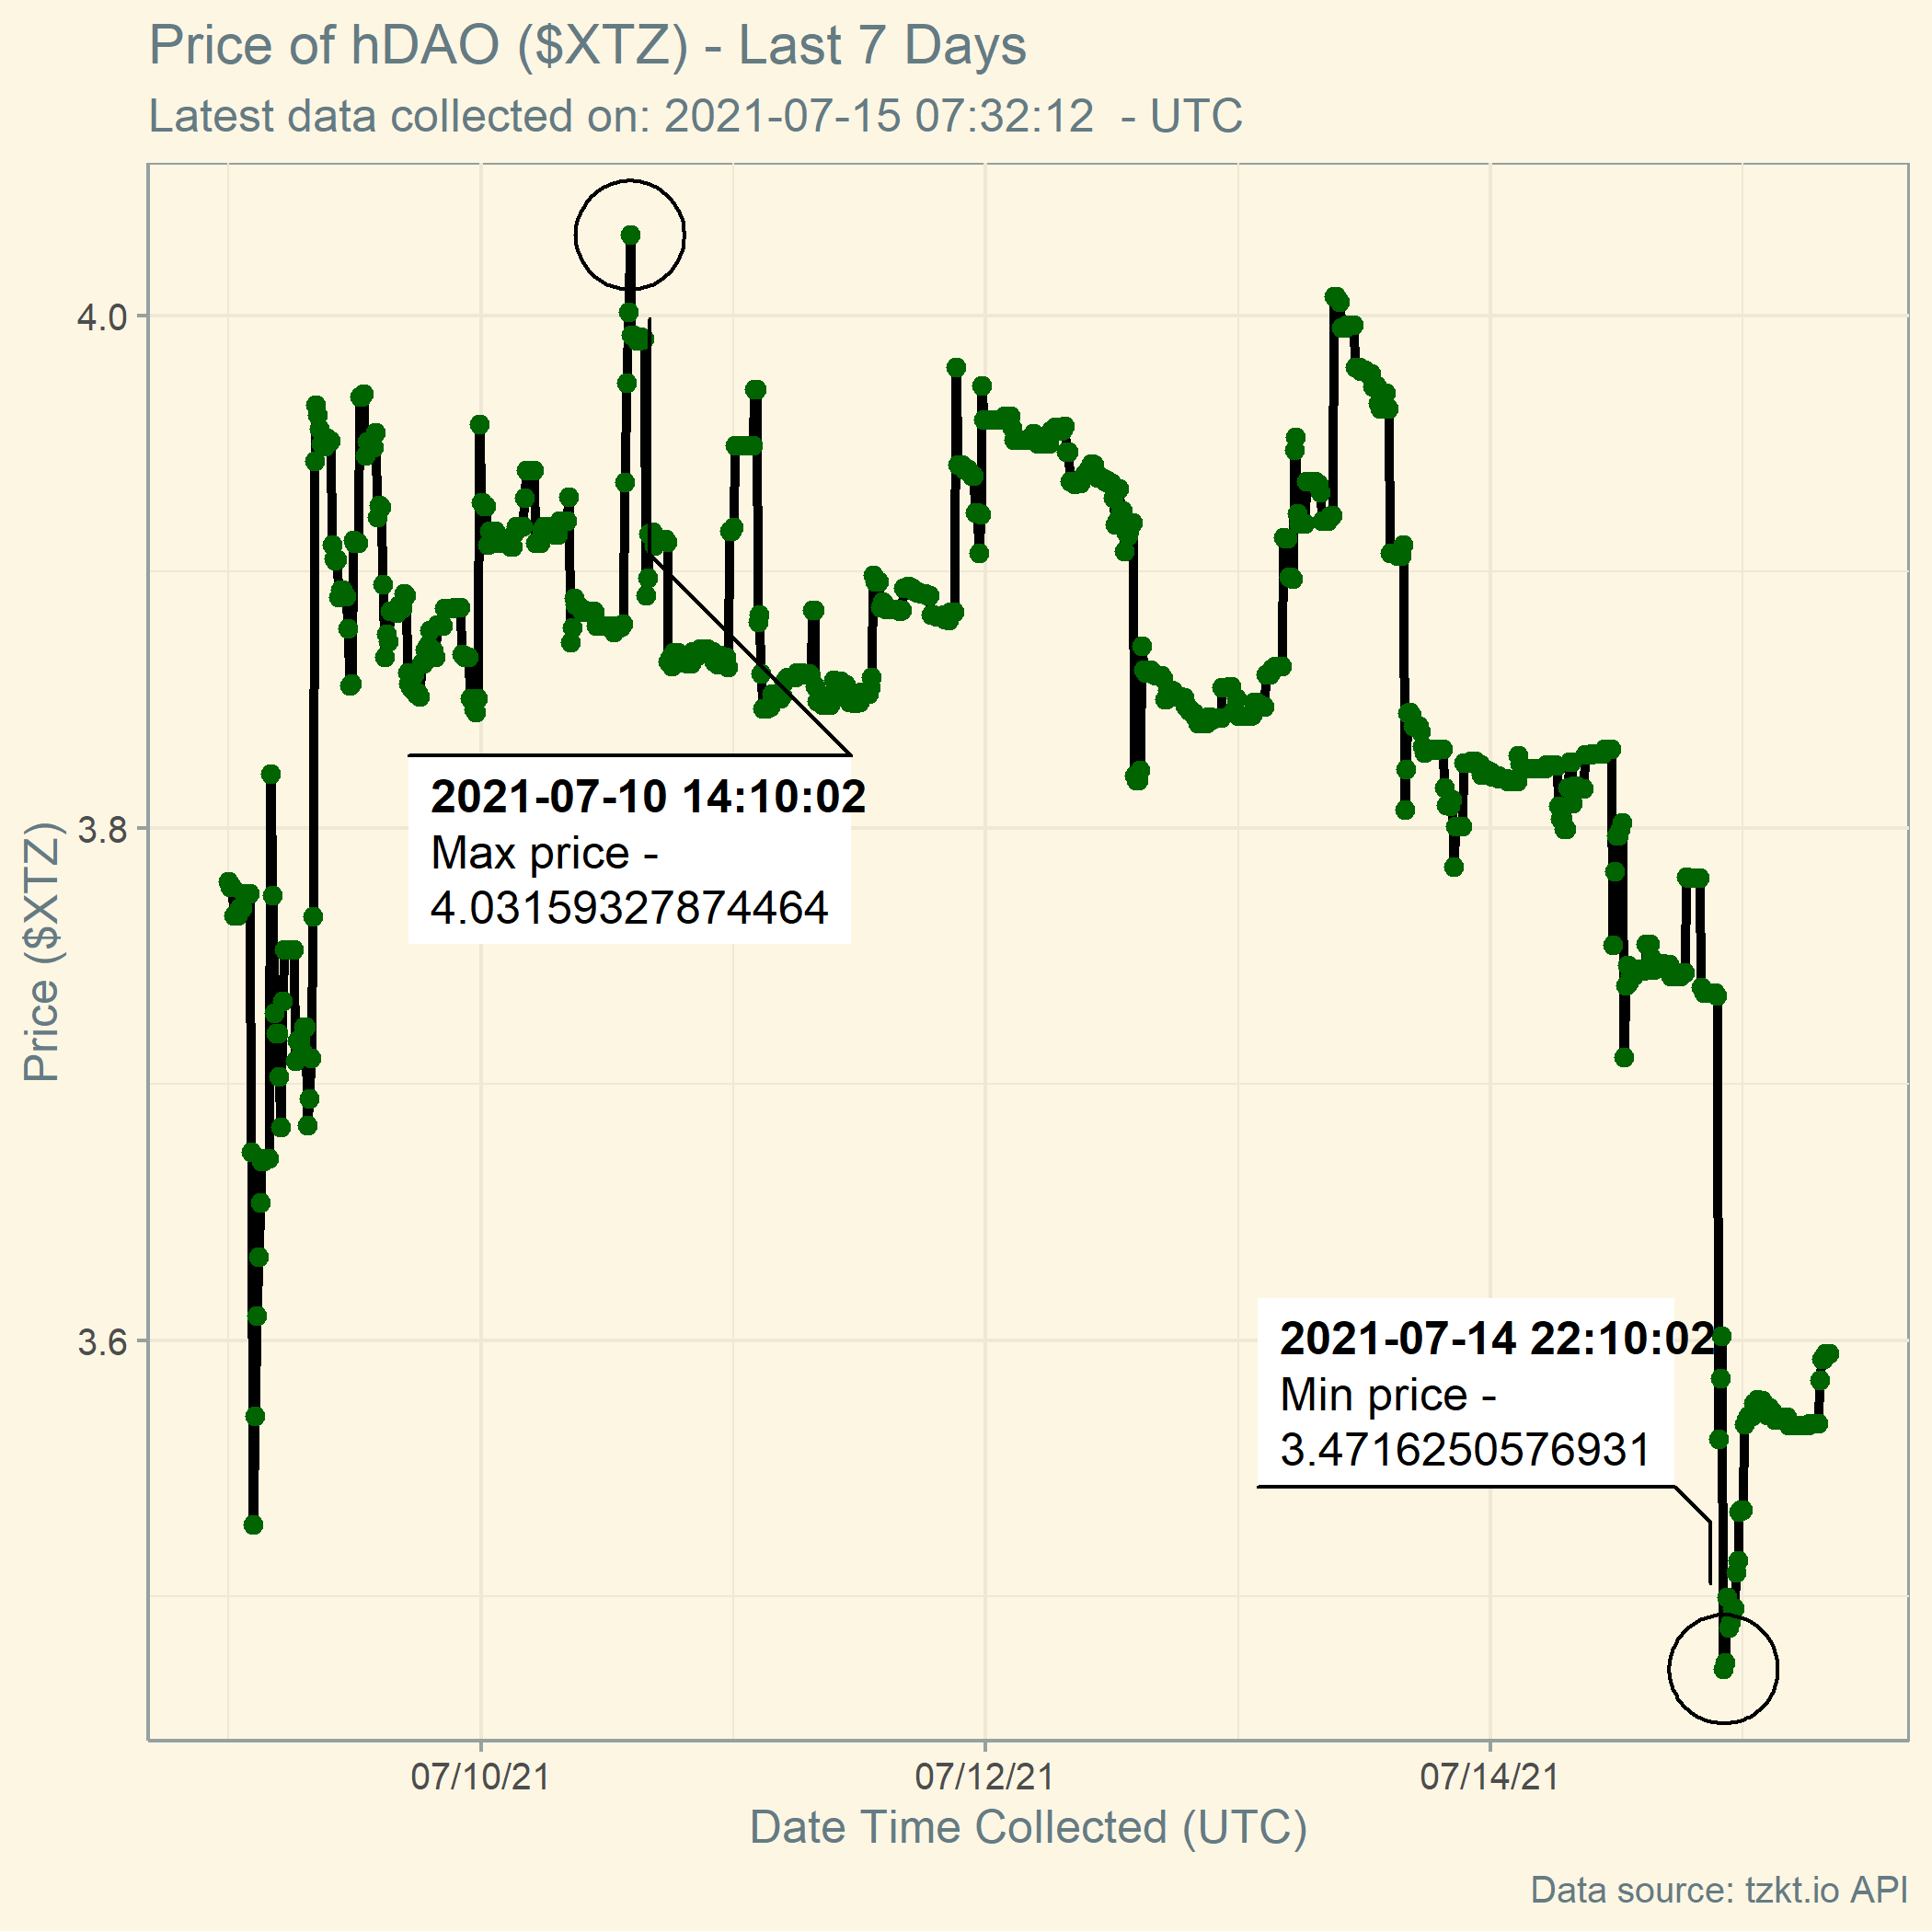 Price of hDAO ($XTZ) - Last 7 Days
Latest data collected on: 2021-07-15 07:32:12  - UTC
Price ($XTZ)
4.0
3.8
3.6
2021-07-10 14:10:02
Max price -
4.03159327874464
2021-07-14 22:10:02
Min price -
3.4716250576931
07/10/21
07/12/21
07/14/21
Date Time Collected (UTC)
Data source: tzkt.io API